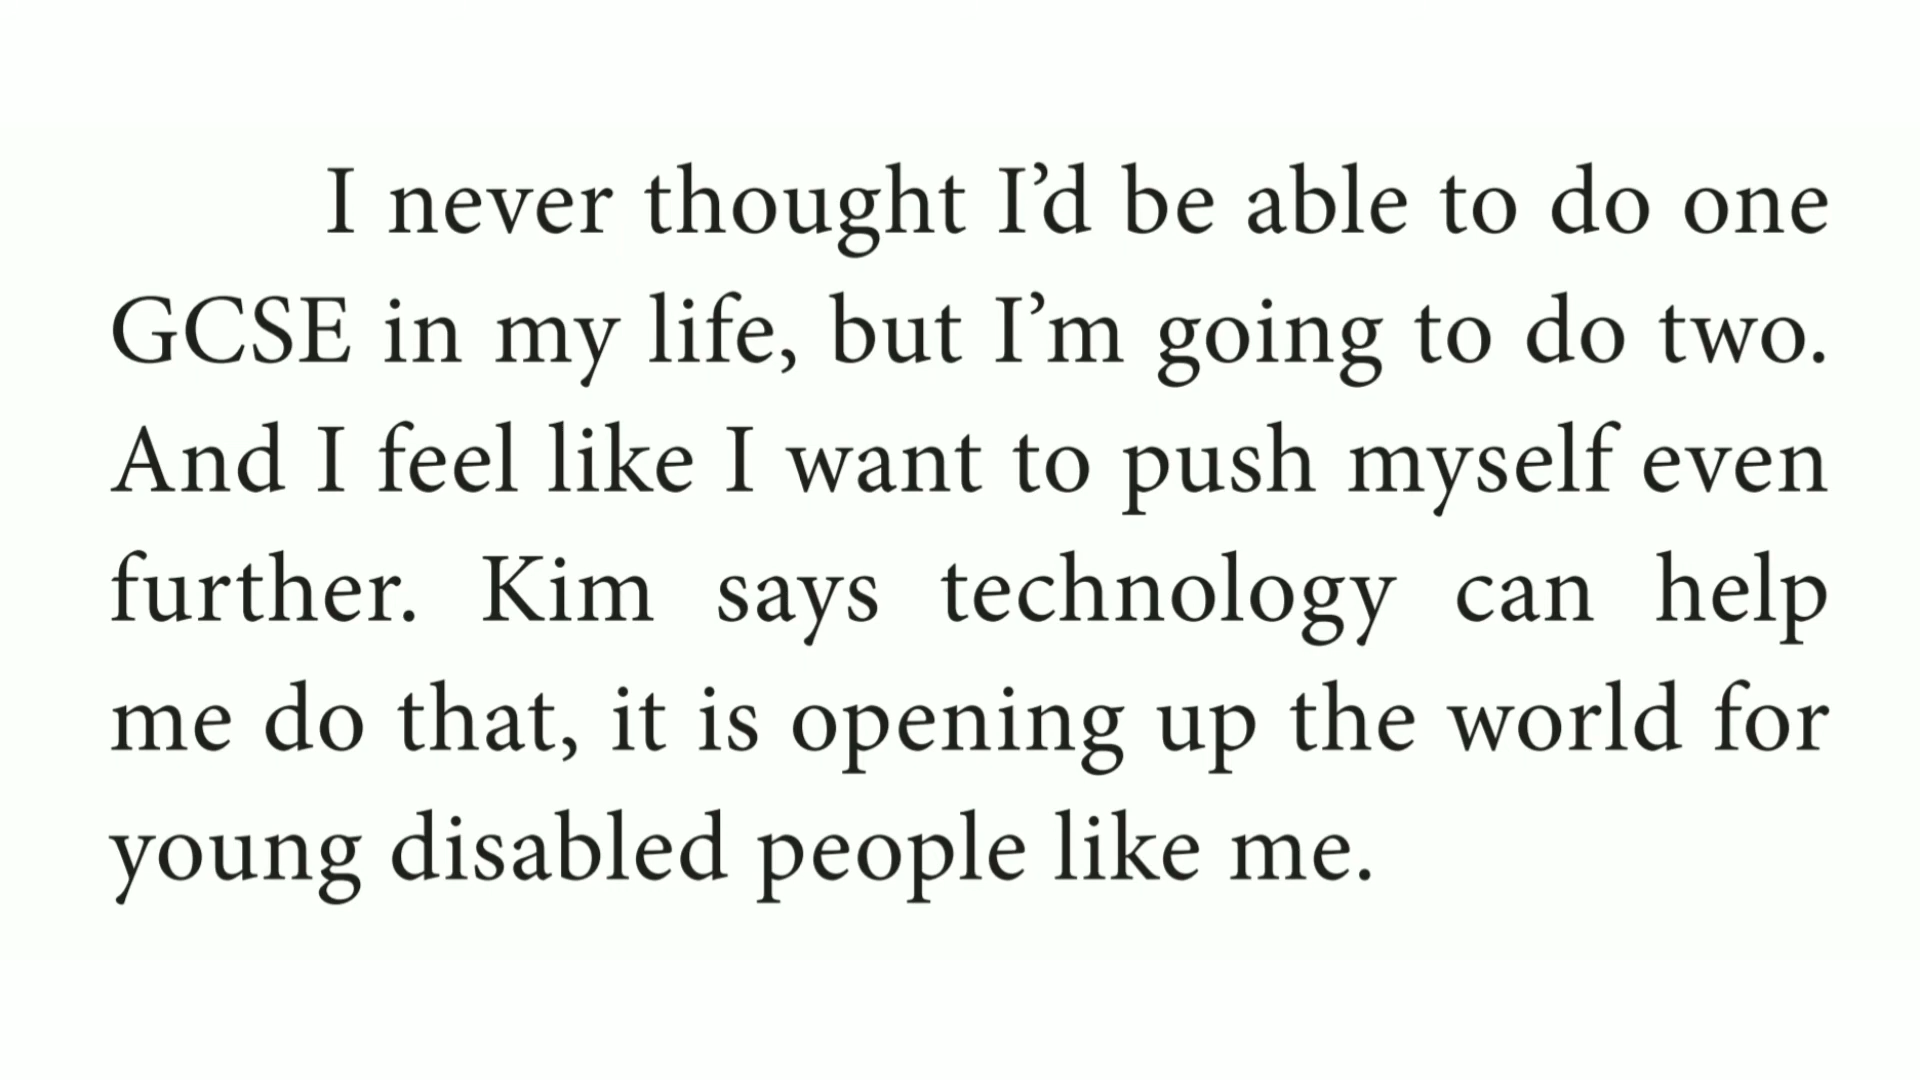 I never thought I’d be able to do one
GCSE in my life, but I’m going to do two.
And I feel like I want to push myself even
further. Kim says technology can help
me do that, it is opening up the world for
young disabled people like me.